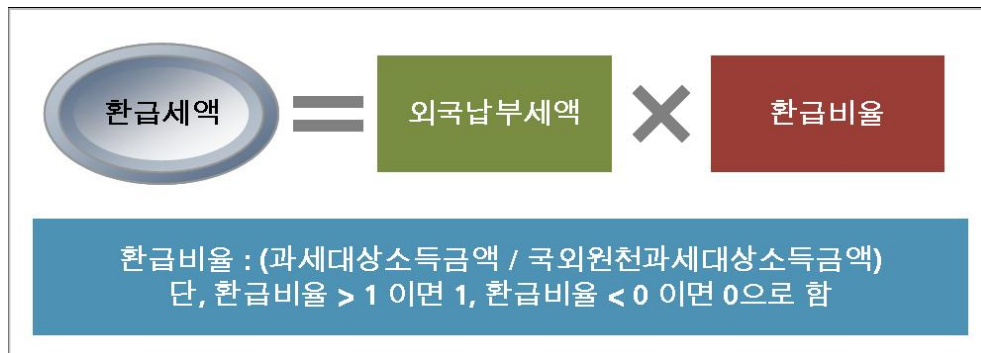 환급세액 = 외국납부세액 × 환급비율
환급비율 : (과세대상소득금액 / 국외원천과세대상소득금액)
단, 환급비율 > 1 이면 1, 환급비율 < 0 이면 0으로 함